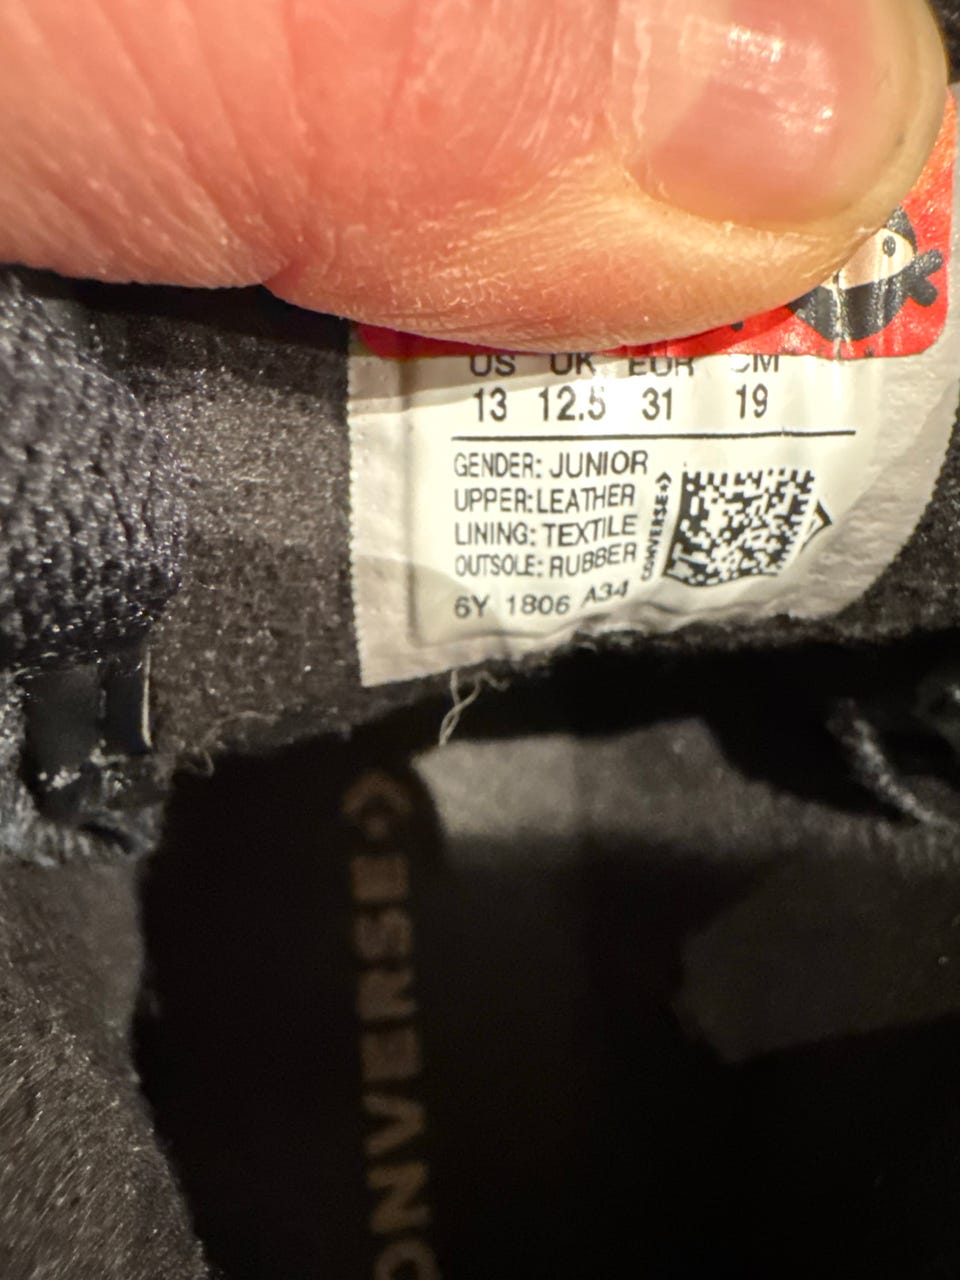 US UK EUR CM
13 12.5 31 19
GENDER: JUNIOR
UPPER:LEATHER
LINING: TEXTILE
OUTSOLE: RUBBER
6Y 1806 A34
CONVERSE
CONVERSE